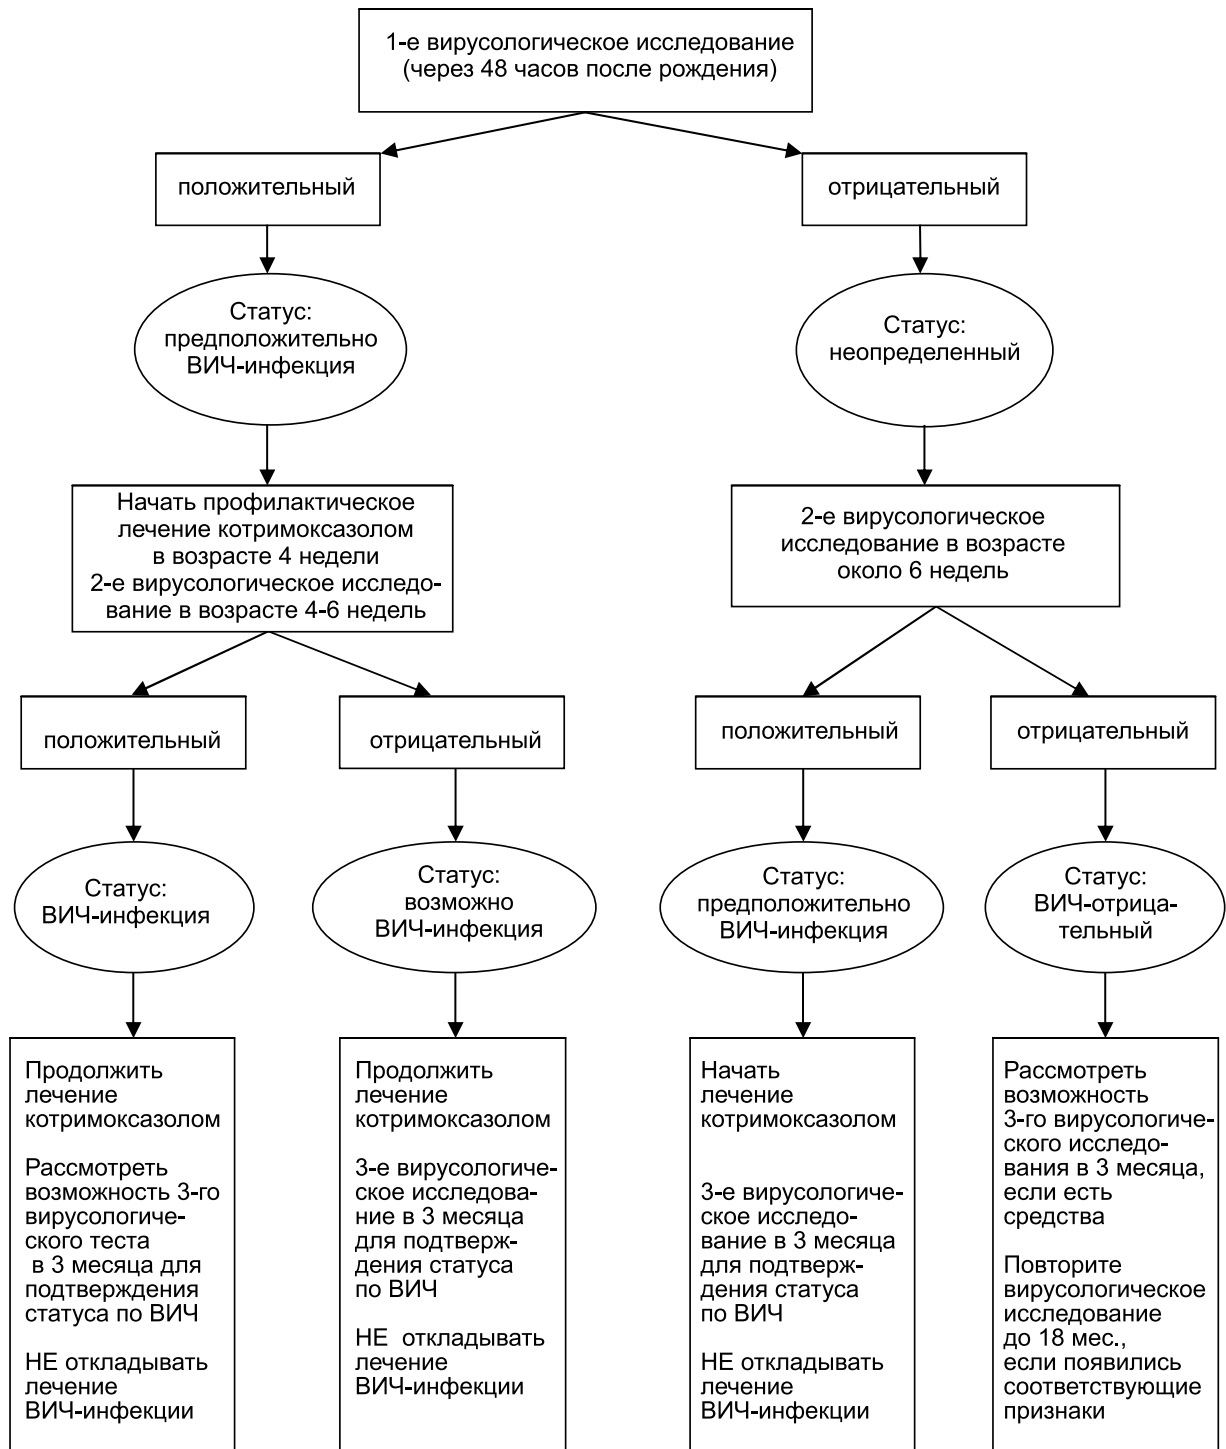 1-е вирусологическое исследование
(через 48 часов после рождения)
положительный
отрицательный
Статус:
предположительно
ВИЧ-инфекция
Статус:
неопределенный
Начать профилактическое
лечение котримоксазолом
в возрасте 4 недели
2-е вирусологическое исследо-
вание в возрасте 4-6 недель
2-е вирусологическое
исследование в возрасте
около 6 недель
положительный
отрицательный
положительный
отрицательный
Статус:
ВИЧ-инфекция
Статус:
возможно
ВИЧ-инфекция
Статус:
предположительно
ВИЧ-инфекция
Статус:
ВИЧ-отрица-
тельный
Продолжить
лечение
котримоксазолом
Рассмотреть
возможность 3-го
вирусологиче-
ского теста
в 3 месяца для
подтверждения
статуса по ВИЧ
НЕ откладывать
лечение
ВИЧ-инфекции
Продолжить
лечение
котримоксазолом
3-е вирусологиче-
ское исследова-
ние в 3 месяца
для подтверж-
дения статуса
по ВИЧ
НЕ откладывать
лечение
ВИЧ-инфекции
Начать
лечение
котримоксазолом
3-е вирусологиче-
ское исследо-
вание в 3 месяца
для подтверж-
дения статуса
по ВИЧ
НЕ откладывать
лечение
ВИЧ-инфекции
Рассмотреть
возможность
3-го вирусологиче-
ского исследо-
вания в 3 месяца,
если есть
средства
Повторите
вирусологическое
исследование
до 18 мес.,
если появились
соответствующие
признаки